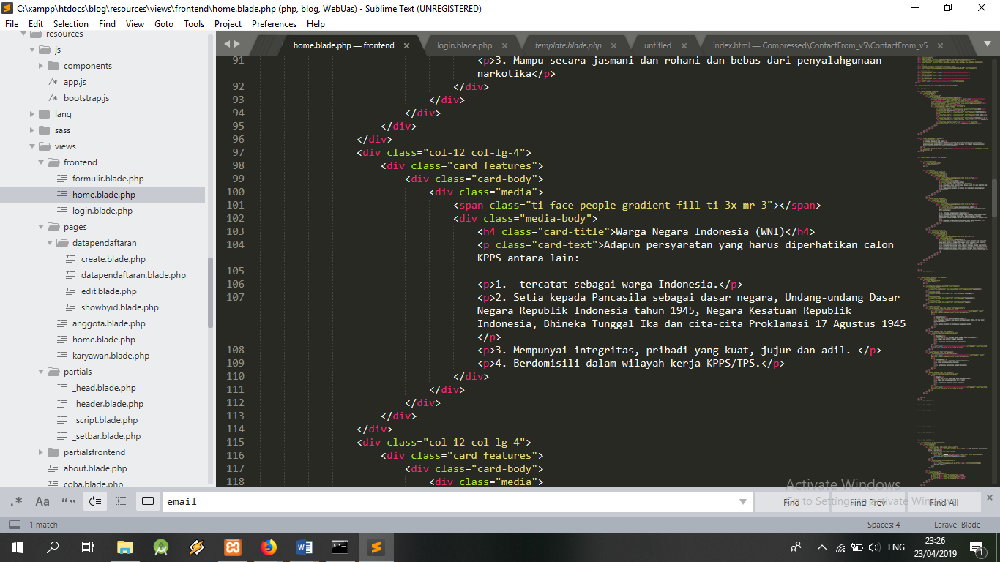 C:\xampp\htdocs\blog\resources\views\frontend\home.blade.php (php, blog, WebUas) - Sublime Text (UNREGISTERED)
File Edit Selection Find View Goto Tools Project Preferences Help
resources
js
components
/* app.js
/* bootstrap.js
lang
sass
views
frontend
formulir.blade.php
home.blade.php
login.blade.php
pages
datapendaftaran
create.blade.php
datapendaftaran.blade.php
edit.blade.php
showbyid.blade.php
anggota.blade.php
home.blade.php
karyawan.blade.php
partials
_head.blade.php
_header.blade.php
_script.blade.php
_setbar.blade.php
partialsfrontend
about.blade.php
coba.blade.php
home.blade.php — frontend × login.blade.php × template.blade.php × untitled × index.html — Compressed\ContactFrom_v5\ContactFrom_v5 ×
91 <p>3. Mampu secara jasmani dan rohani dan bebas dari penyalahgunaan
narkotika</p>
92 </div>
93 </div>
94 </div>
95 </div>
96 </div>
97 <div class="col-12 col-lg-4">
98 <div class="card features">
99 <div class="card-body">
100 <div class="media">
101 <span class="ti-face-people gradient-fill ti-3x mr-3"></span>
102 <div class="media-body">
103 <h4 class="card-title">Warga Negara Indonesia (WNI)</h4>
104 <p class="card-text">Adapun persyaratan yang harus diperhatikan calon
KPPS antara lain:
105
106 <p>1.  tercatat sebagai warga Indonesia.</p>
107 <p>2. Setia kepada Pancasila sebagai dasar negara, Undang-undang Dasar
Negara Republik Indonesia tahun 1945, Negara Kesatuan Republik
Indonesia, Bhineka Tunggal Ika dan cita-cita Proklamasi 17 Agustus 1945
</p>
108 <p>3. Mempunyai integritas, pribadi yang kuat, jujur dan adil. </p>
109 <p>4. Berdomisili dalam wilayah kerja KPPS/TPS.</p>
110 </div>
111 </div>
112 </div>
113 </div>
114 </div>
115 <div class="col-12 col-lg-4">
116 <div class="card features">
117 <div class="card-body">
118 <div class="media">
Activate Windows
Go to Settings to activate Windows.
.* Aa “” email Find Find Prev Find All ×
1 match Spaces: 4 Laravel Blade
ENG 23:26
23/04/2019 1